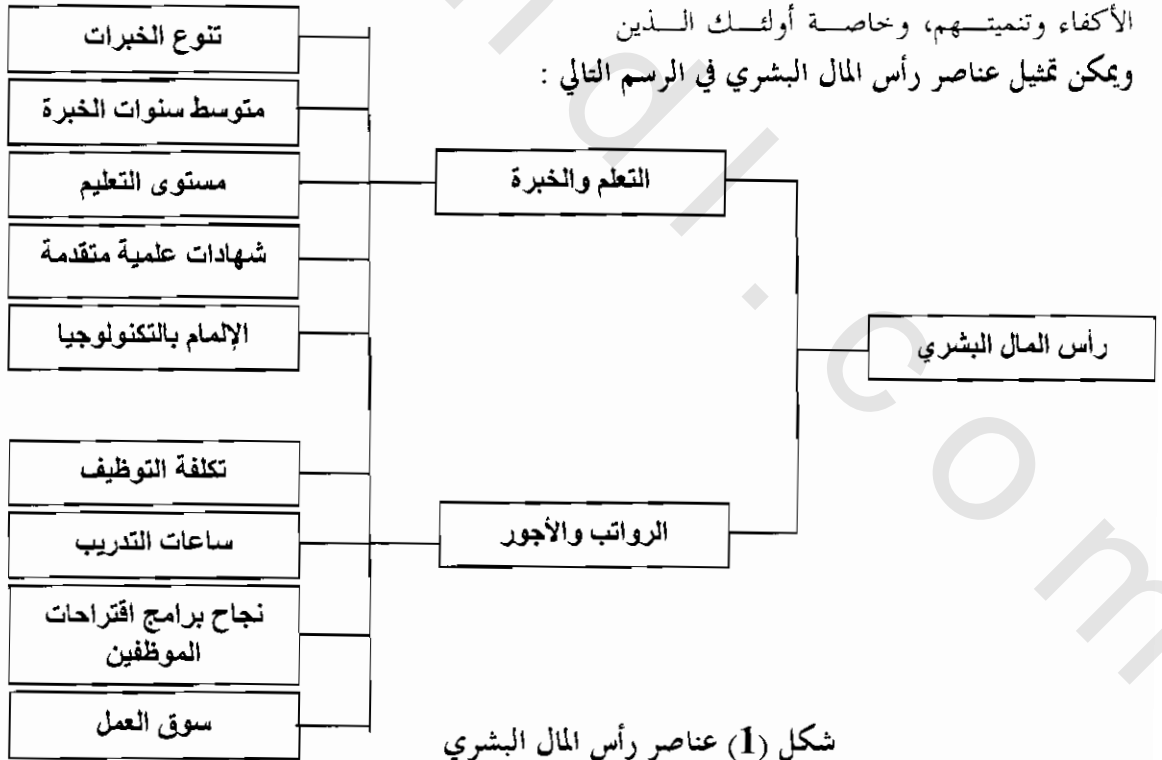 الأكفاء وتنميتهم، وخاصة أولئك الذين
ويمكن تمثيل عناصر رأس المال البشري في الرسم التالي :
رأس المال البشري
التعلم والخبرة
تنوع الخبرات
متوسط سنوات الخبرة
مستوى التعليم
شهادات علمية متقدمة
الإلمام بالتكنولوجيا
الرواتب والأجور
تكلفة التوظيف
ساعات التدريب
نجاح برامج اقتراحات
الموظفين
سوق العمل
شكل (1) عناصر رأس المال البشري